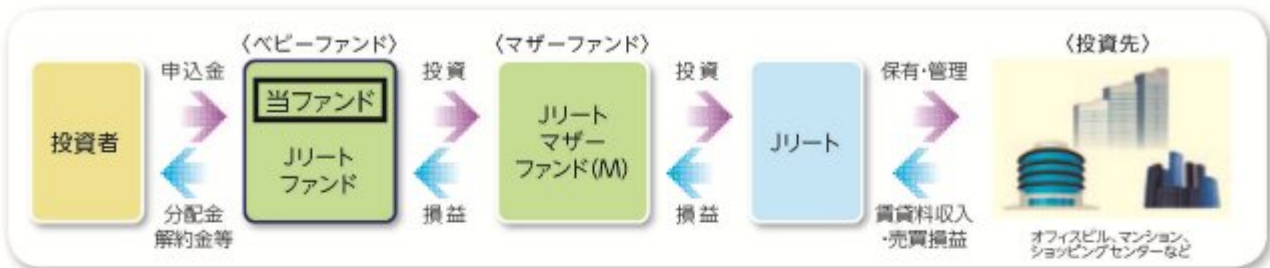 〈ベビーファンド〉
〈マザーファンド〉
〈投資先〉
申込金
投資
投資
保有・管理
投資者
当ファンド
Jリート
ファンド
Jリート
マザー
ファンド(M)
Jリート
分配金
解約金等
損益
損益
賃貸料収入
・売買損益
オフィスビル、マンション、
ショッピングセンターなど